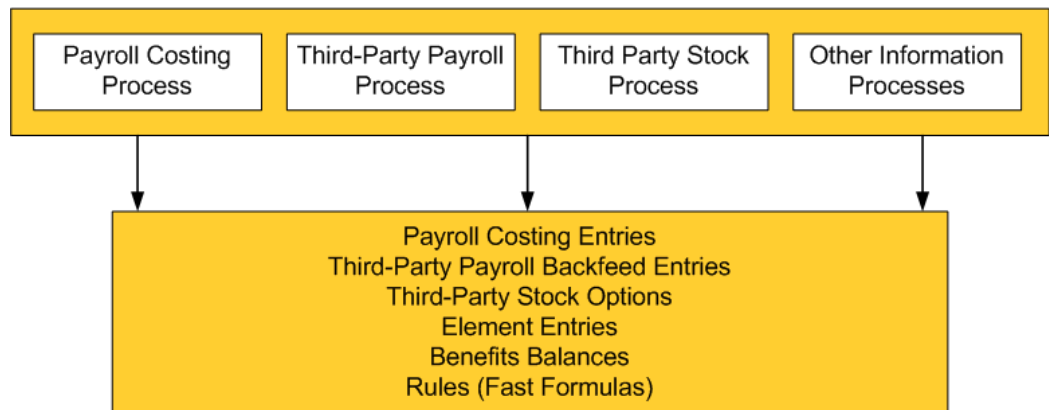 Payroll Costing
Process
Third-Party Payroll
Process
Third Party Stock
Process
Other Information
Processes
Payroll Costing Entries
Third-Party Payroll Backfeed Entries
Third-Party Stock Options
Element Entries
Benefits Balances
Rules (Fast Formulas)